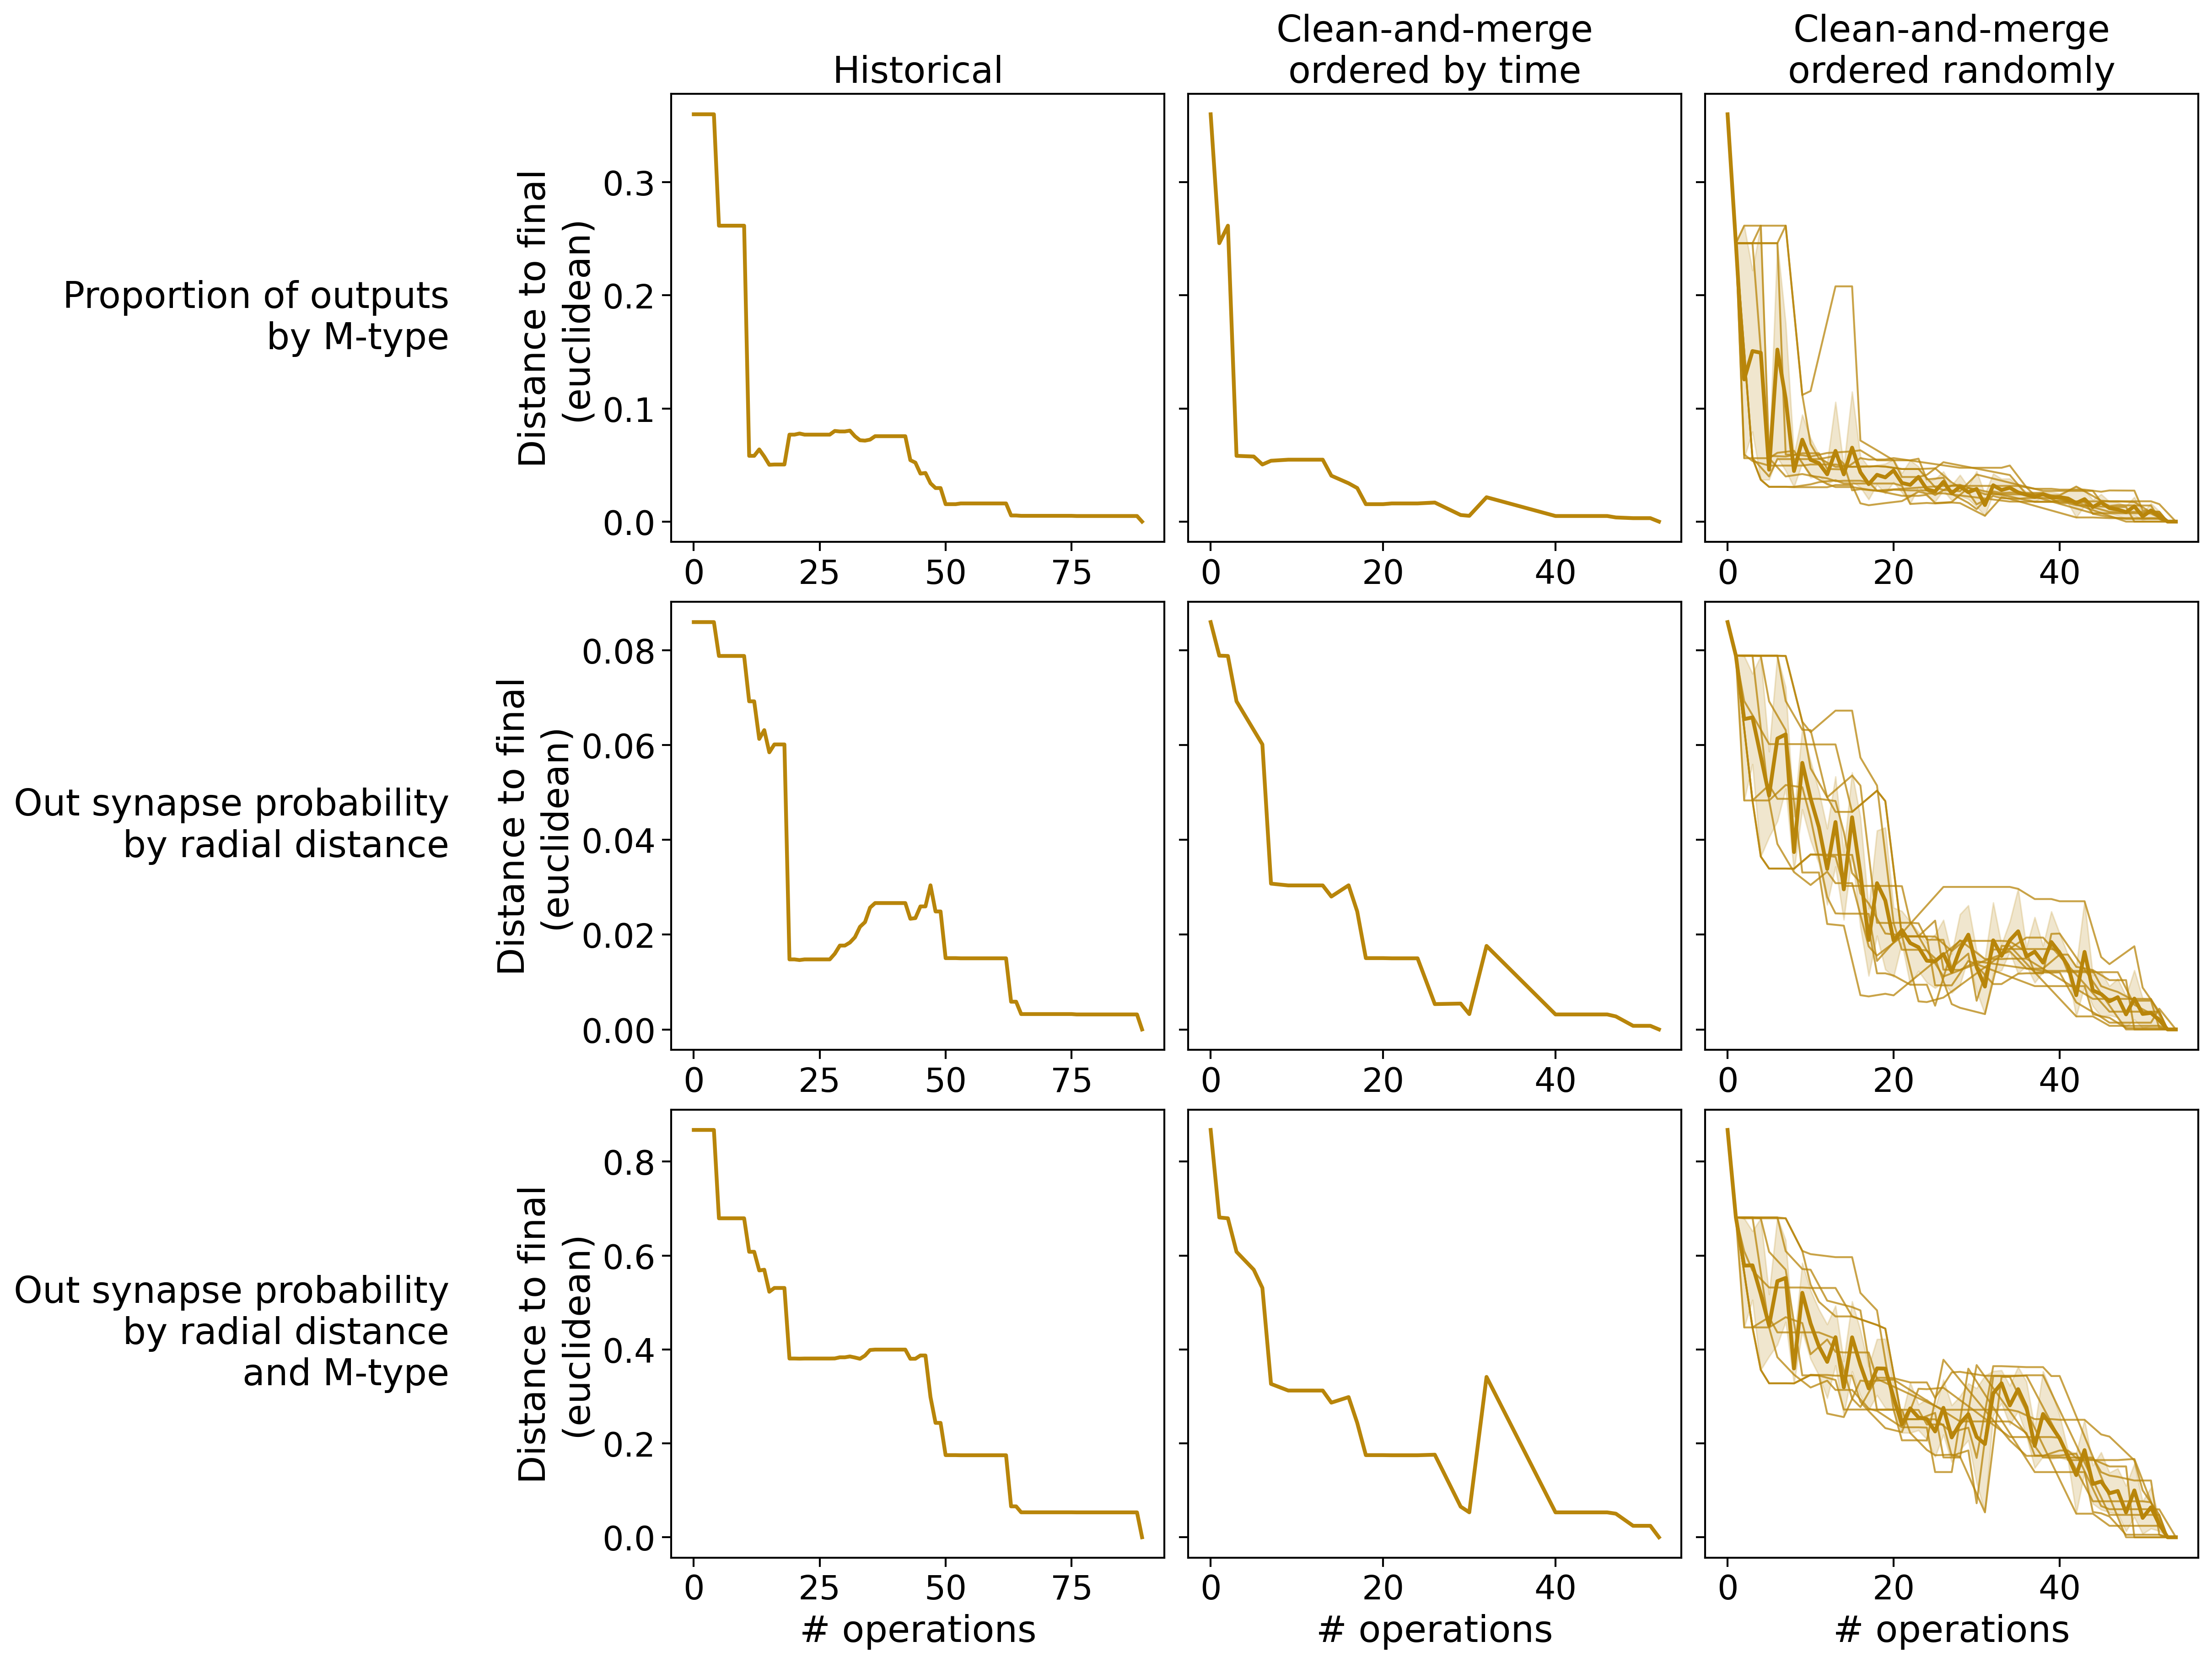 Historical
Clean-and-merge
ordered by time
Clean-and-merge
ordered randomly
Proportion of outputs
by M-type
Distance to final
(euclidean)
0.3
0.2
0.1
0.0
0 25 50 75
0 20 40
0 20 40
Out synapse probability
by radial distance
Distance to final
(euclidean)
0.08
0.06
0.04
0.02
0.00
0 25 50 75
0 20 40
0 20 40
Out synapse probability
by radial distance
and M-type
Distance to final
(euclidean)
0.8
0.6
0.4
0.2
0.0
0 25 50 75
0 20 40
0 20 40
# operations
# operations
# operations